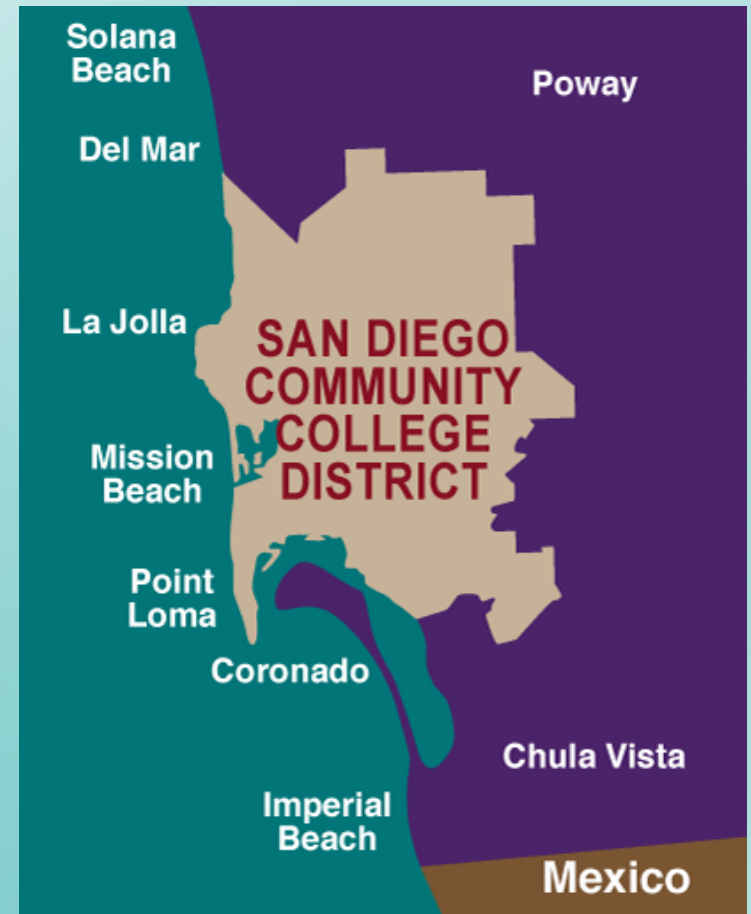 Solana
Beach
Poway
Del Mar
La Jolla
SAN DIEGO
COMMUNITY
COLLEGE
DISTRICT
Mission
Beach
Point
Loma
Coronado
Chula Vista
Imperial
Beach
Mexico